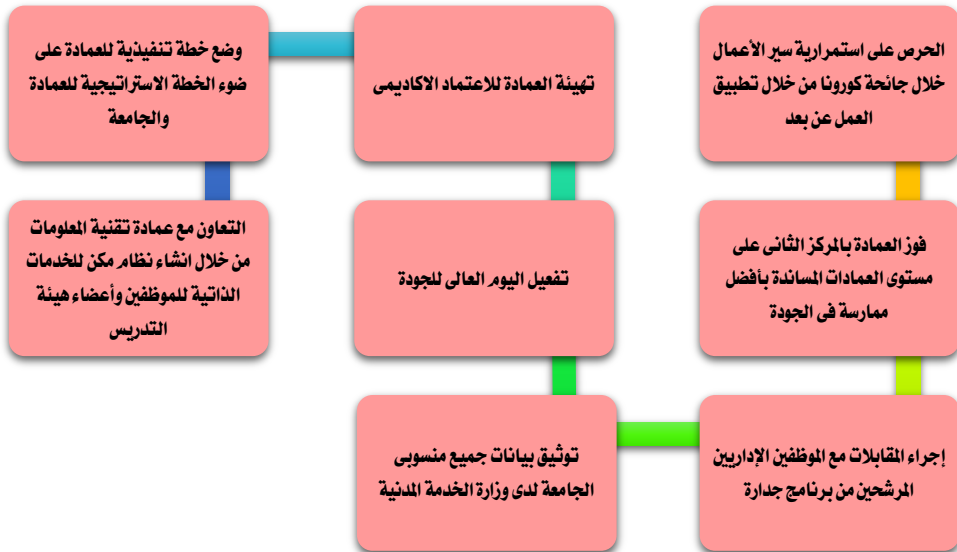 الحرص على استمرارية سير الأعمال
خلال جائحة كورونا من خلال تطبيق
العمل عن بعد
فوز العمادة بالمركز الثانى على
مستوى العمادات المساندة بأفضل
ممارسة فى الجودة
إجراء المقابلات مع الموظفين الإداريين
المرشحين من برنامج جدارة
توثيق بيانات جميع منسوبى
الجامعة لدى وزارة الخدمة المدنية
تفعيل اليوم العالى للجودة
تهيئة العمادة للاعتماد الاكاديمى
وضع خطة تنفيذية للعمادة على
ضوء الخطة الاستراتيجية للعمادة
والجامعة
التعاون مع عمادة تقنية المعلومات
من خلال انشاء نظام مكن للخدمات
الذاتية للموظفين وأعضاء هيئة
التدريس